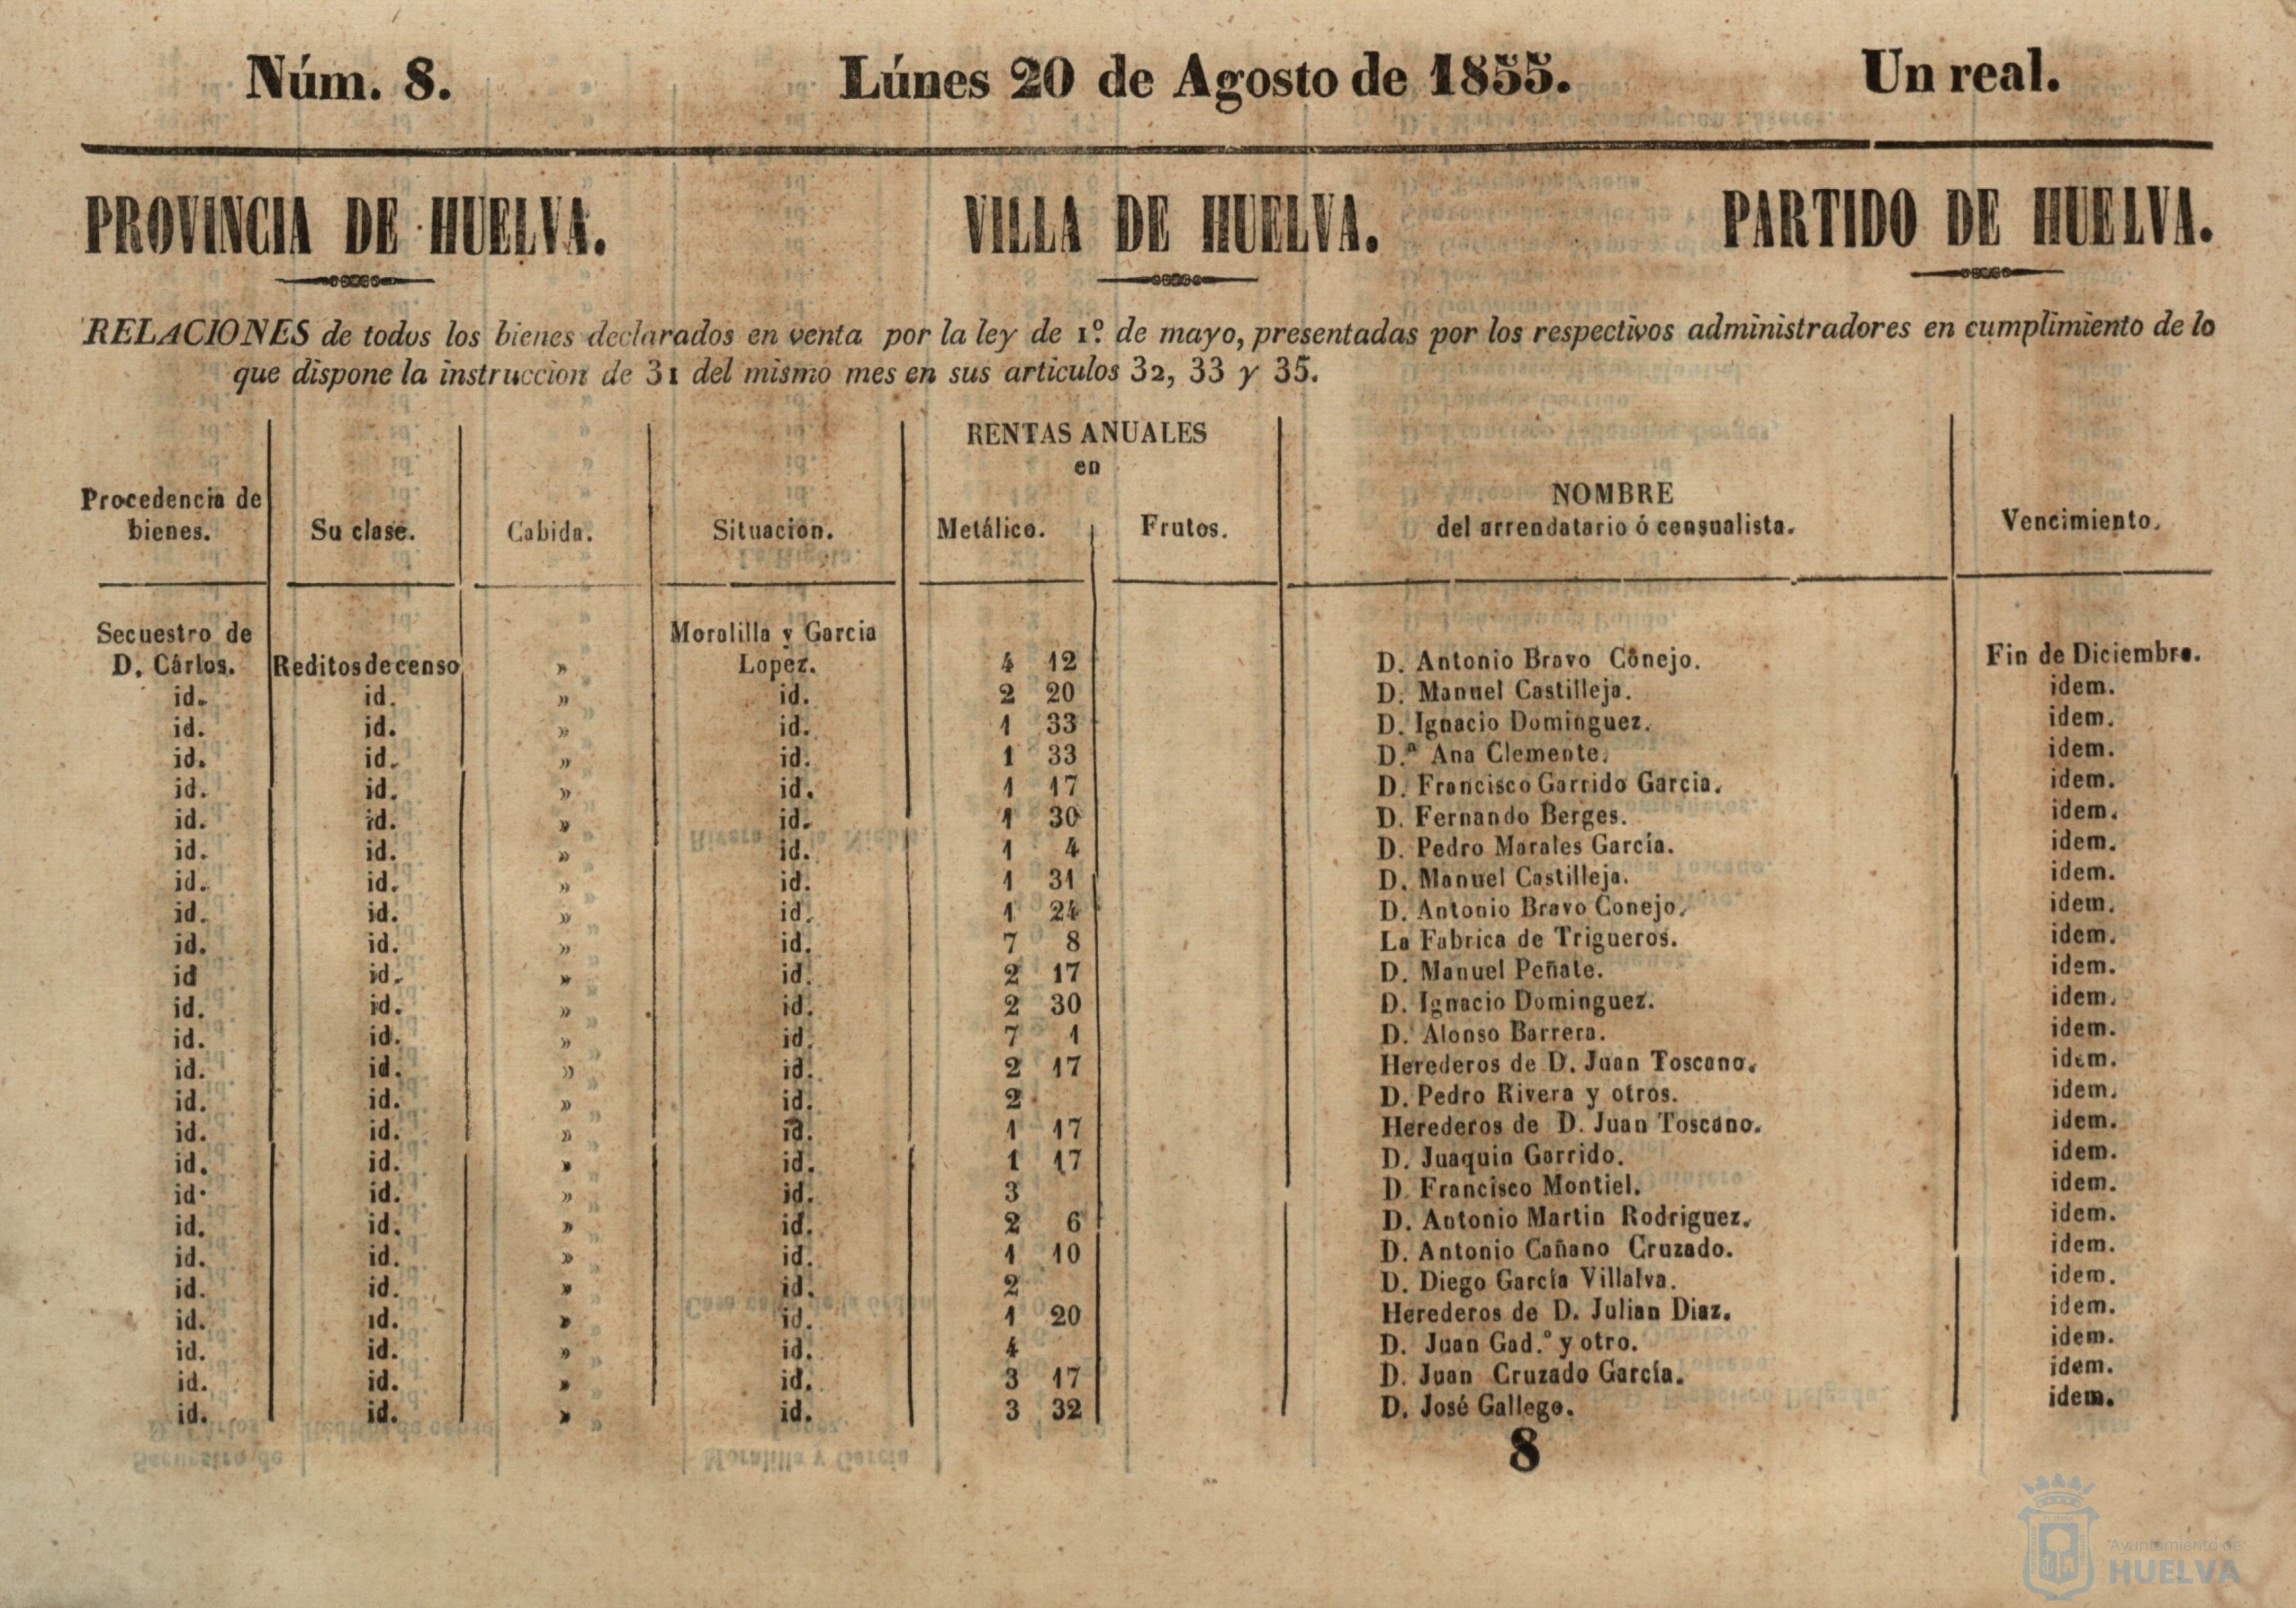 Núm. 8. Lúnes 20 de Agosto de 1855. Un real.
PROVINCIA DE HUELVA. VILLA DE HUELVA. PARTIDO DE HUELVA.
RELACIONES de todos los bienes declarados en venta por la ley de 1.º de mayo, presentadas por los respectivos administradores en cumplimiento de lo
que dispone la instruccion de 31 del mismo mes en sus articulos 32, 33 y 35.
RENTAS ANUALES
en
Procedencia de NOMBRE
bienes. Su clase. Cabida. Situacion. Metálico. Frutos. del arrendatario ó censualista. Vencimiento.
Secuestro de Moralilla y Garcia
D. Cárlos. Reditos de censo » Lopez. 4 12 D. Antonio Bravo Conejo. Fin de Diciembre.
id. id. » id. 2 20 D. Manuel Castilleja. idem.
id. id. » id. 1 33 D. Ignacio Dominguez. idem.
id. id. » id. 1 33 D.ª Ana Clemente. idem.
id. id. » id. 1 17 D. Francisco Garrido Garcia. idem.
id. id. » id. 1 30 D. Fernando Berges. idem.
id. id. » id. 1 4 D. Pedro Morales García. idem.
id. id. » id. 1 31 D. Manuel Castilleja. idem.
id. id. » id. 1 24 D. Antonio Bravo Conejo. idem.
id. id. » id. 7 8 La Fabrica de Trigueros. idem.
id id. » id. 2 17 D. Manuel Peñate. idem.
id. id. » id. 2 30 D. Ignacio Dominguez. idem.
id. id. » id. 7 1 D. Alonso Barrera. idem.
id. id. » id. 2 17 Herederos de D. Juan Toscano. idem.
id. id. » id. 2 D. Pedro Rivera y otros. idem.
id. id. » id. 1 17 Herederos de D. Juan Toscano. idem.
id. id. » id. 1 17 D. Juaquin Garrido. idem.
id. id. » id. 3 D. Francisco Montiel. idem.
id. id. » id. 2 6 D. Antonio Martin Rodriguez. idem.
id. id. » id. 1 10 D. Antonio Cañano Cruzado. idem.
id. id. » id. 2 D. Diego García Villalva. idem.
id. id. » id. 1 20 Herederos de D. Julian Diaz. idem.
id. id. » id. 4 D. Juan Gad.º y otro. idem.
id. id. » id. 3 17 D. Juan Cruzado García. idem.
id. id. » id. 3 32 D. José Gallego. idem.
8
Ayuntamiento de
HUELVA